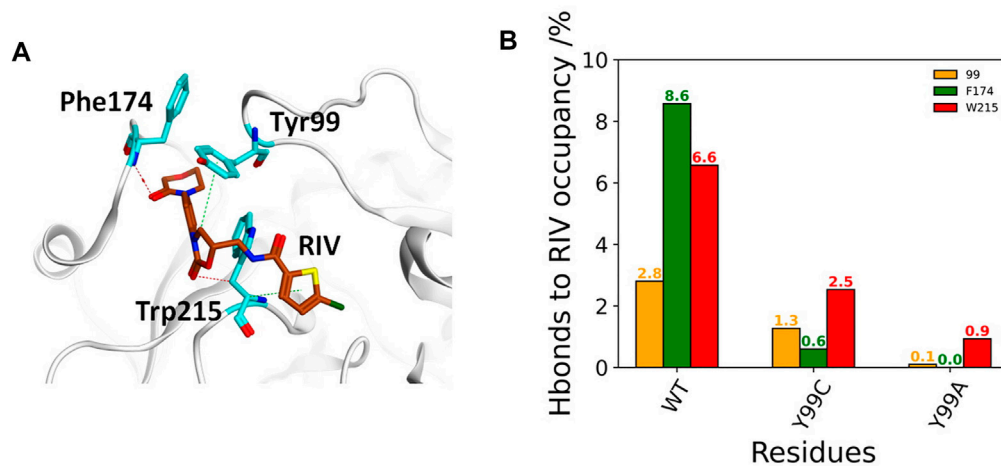 A
Phe174
Tyr99
RIV
Trp215
B
Hbonds to RIV occupancy /%
10
8
6
4
2
0
99
F174
W215
2.8
8.6
6.6
1.3
0.6
2.5
0.1
0.0
0.9
WT
Y99C
Y99A
Residues